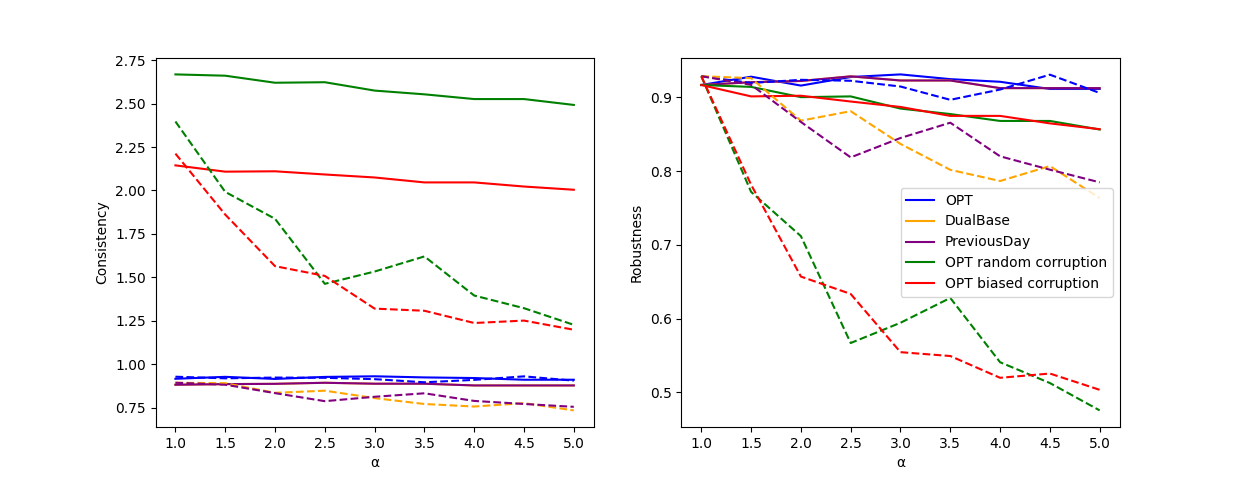 2.75
2.50
2.25
2.00
1.75
1.50
1.25
1.00
0.75
Consistency
1.0 1.5 2.0 2.5 3.0 3.5 4.0 4.5 5.0
α
0.9
0.8
0.7
0.6
0.5
Robustness
OPT
DualBase
PreviousDay
OPT random corruption
OPT biased corruption
1.0 1.5 2.0 2.5 3.0 3.5 4.0 4.5 5.0
α